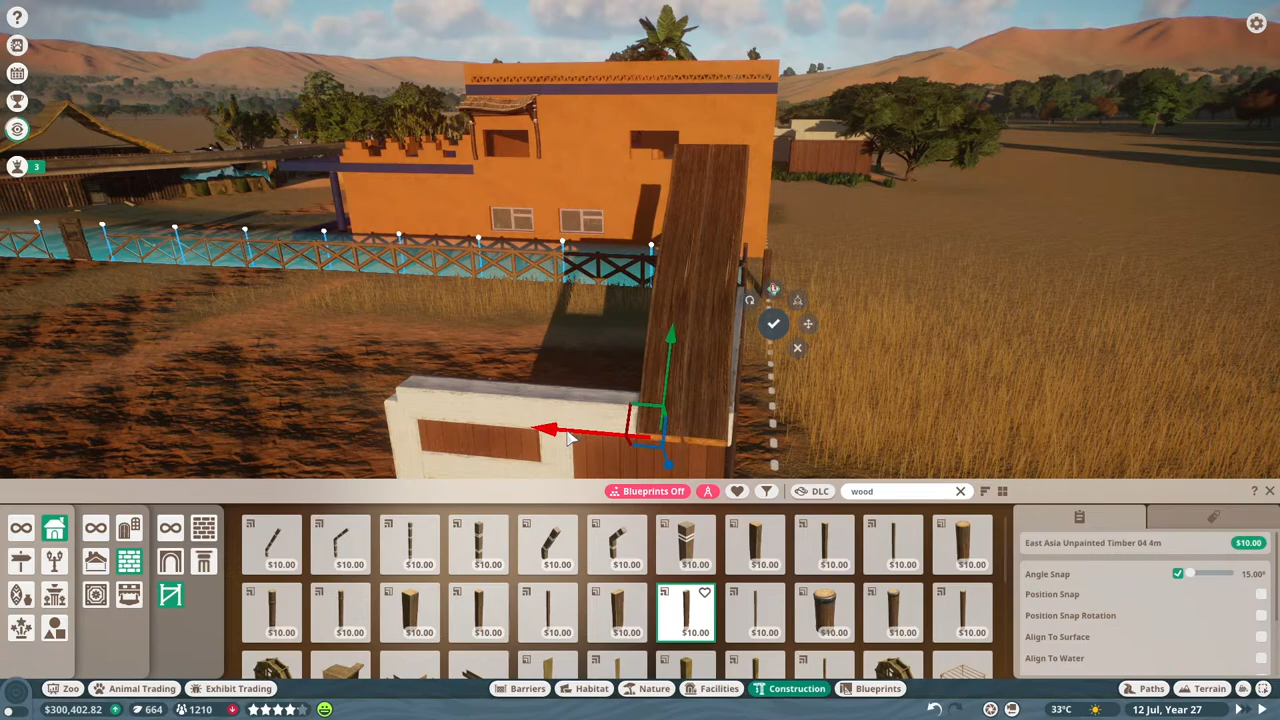 ?
3
Blueprints Off
DLC
wood
?
$10.00 $10.00 $10.00 $10.00 $10.00 $10.00 $10.00 $10.00 $10.00 $10.00 $10.00
$10.00 $10.00 $10.00 $10.00 $10.00 $10.00 $10.00 $10.00 $10.00 $10.00 $10.00
East Asia Unpainted Timber 04 4m $10.00
Angle Snap 15.00°
Position Snap
Position Snap Rotation
Align To Surface
Align To Water
Zoo Animal Trading Exhibit Trading Barriers Habitat Nature Facilities Construction Blueprints Paths Terrain
$300,402.82 664 1210 33°C 12 Jul, Year 27